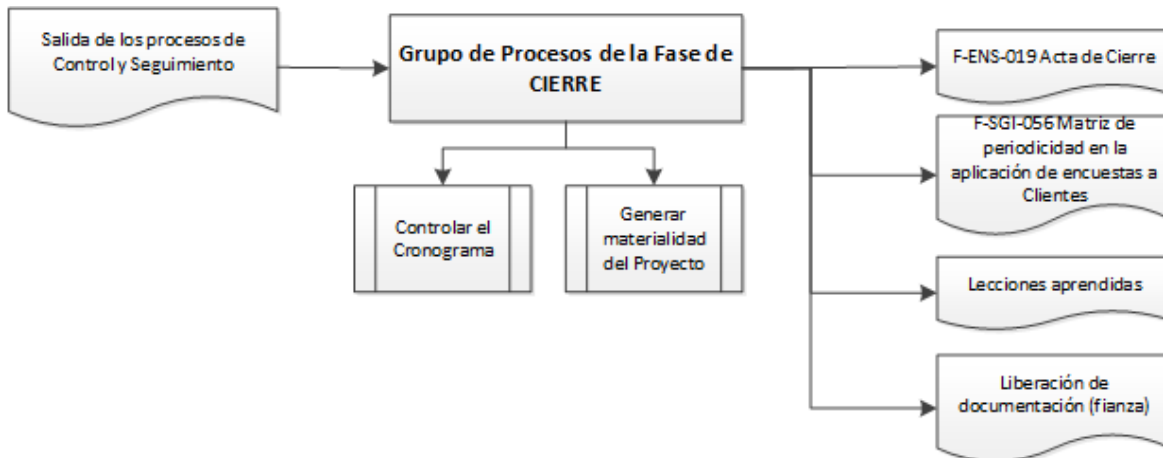 Salida de los procesos de
Control y Seguimiento
Grupo de Procesos de la Fase de
CIERRE
Controlar el
Cronograma
Generar
materialidad
del Proyecto
F-ENS-019 Acta de Cierre
F-SGI-056 Matriz de
periodicidad en la
aplicación de encuestas a
Clientes
Lecciones aprendidas
Liberación de
documentación (fianza)